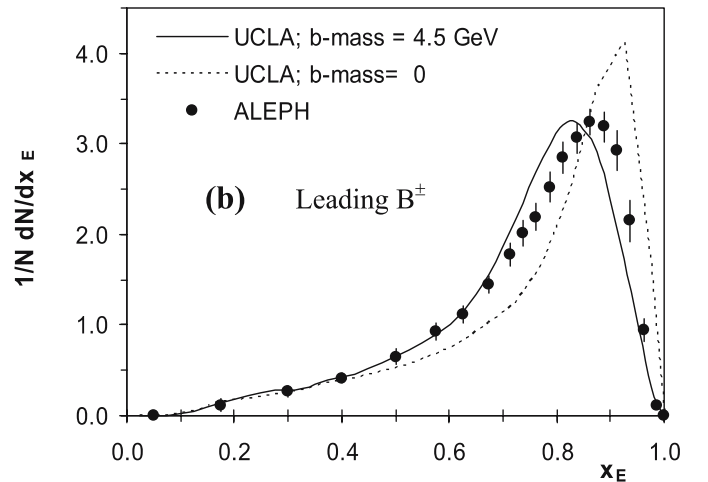 UCLA; b-mass = 4.5 GeV
UCLA; b-mass= 0
ALEPH
(b) Leading B±
1/N dN/dx E
4.0
3.0
2.0
1.0
0.0
0.0 0.2 0.4 0.6 0.8 1.0
xE